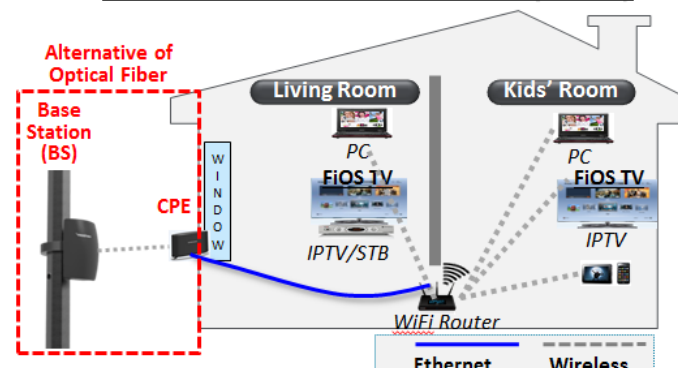 Alternative of
Optical Fiber
Base
Station
(BS)
CPE
WINDOW
Living Room
PC
FiOS TV
IPTV/STB
Kids' Room
PC
FiOS TV
IPTV
WiFi Router
Ethernet
Wireless